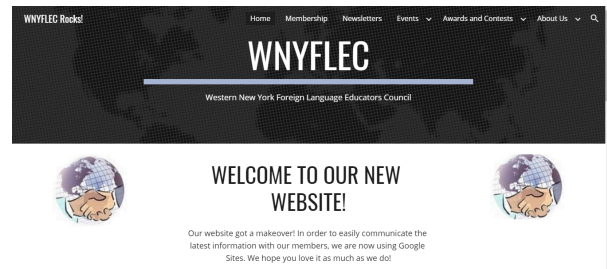 WNYFLEC Rocks!
Home Membership Newsletters Events Awards and Contests About Us
WNYFLEC
Western New York Foreign Language Educators Council
WELCOME TO OUR NEW
WEBSITE!
Our website got a makeover! In order to easily communicate the
latest information with our members, we are now using Google
Sites. We hope you love it as much as we do!